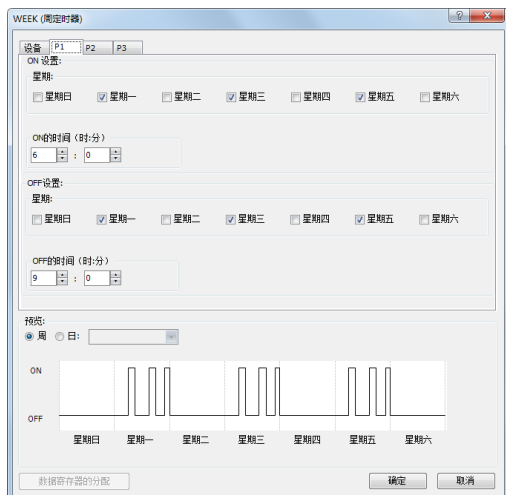 WEEK (周定时器)
设备 P1 P2 P3
ON 设置:
星期:
星期日 星期一 星期二 星期三 星期四 星期五 星期六
ON的时间 (时:分)
6 : 0
OFF设置:
星期:
星期日 星期一 星期二 星期三 星期四 星期五 星期六
OFF的时间 (时:分)
9 : 0
预览:
周 日:
ON
OFF
星期日 星期一 星期二 星期三 星期四 星期五 星期六
数据寄存器的分配 确定 取消